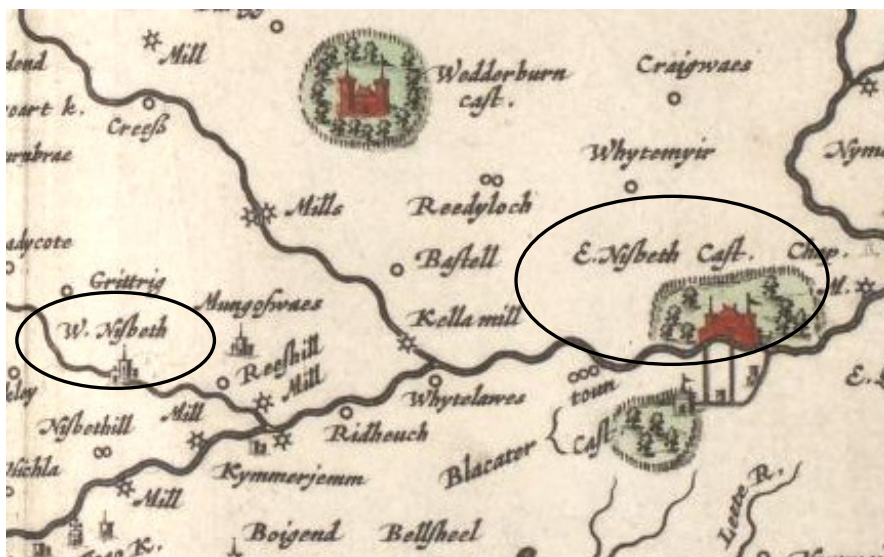 Mill
Wedderburn
cast.
Craigwaes
Creeß
Whytemyir
Mills
Reedyloch
Bastell
E. Nisbeth Cast.
Chap.
M.
Grittrig
W. Nisbeth
Mungoswaes
Kella mill
Reeshill
Mill
Whytelawes
toun
Cast.
Blacater
Nisbethill
Mill
Ridheuch
Kymmerjemm
Mill
Boigend
Bellsheel
Lette R.
K.